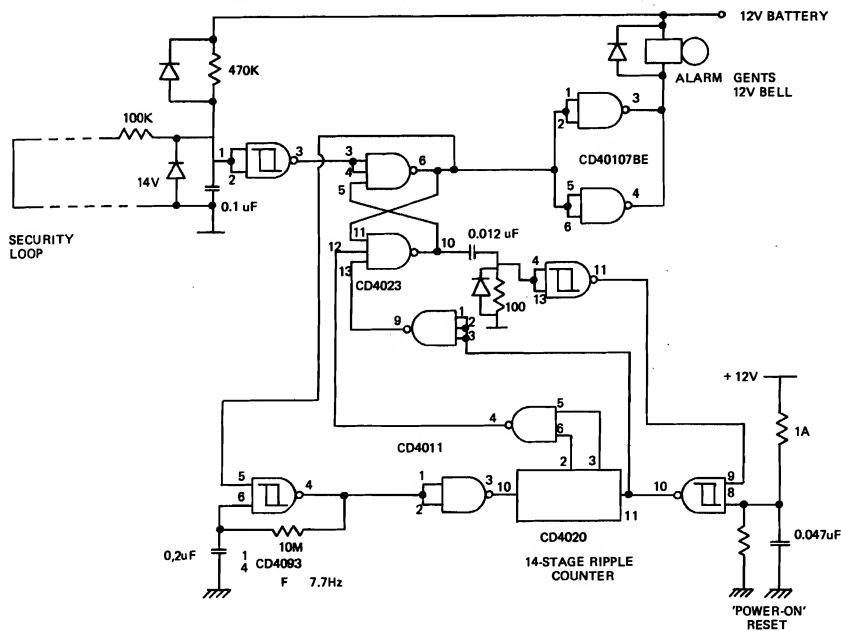 12V BATTERY
470K
ALARM GENTS
12V BELL
100K
1
2
3
14V
0.1 uF
SECURITY
LOOP
3
4
5
6
1
2
3
CD40107BE
5
6
4
11
12
13
10
0.012 uF
CD4023
4
13
11
100
9
1
2
3
+ 12V
1A
4
5
6
CD4011
2
3
5
6
4
1
2
3
10
11
10
9
8
10M
0,2uF
1
4
CD4093
F 7.7Hz
CD4020
14-STAGE RIPPLE
COUNTER
0.047uF
'POWER-ON'
RESET